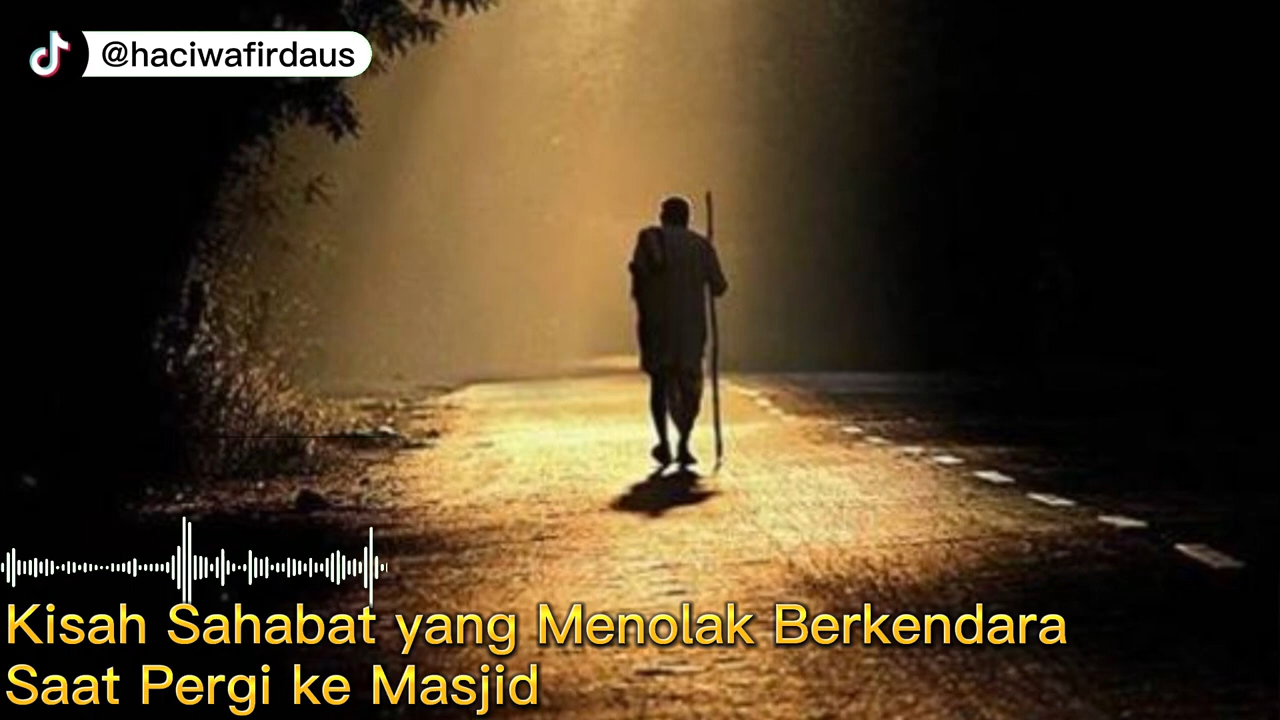 @haciwafirdaus
Kisah Sahabat yang Menolak Berkendara
Saat Pergi ke Masjid